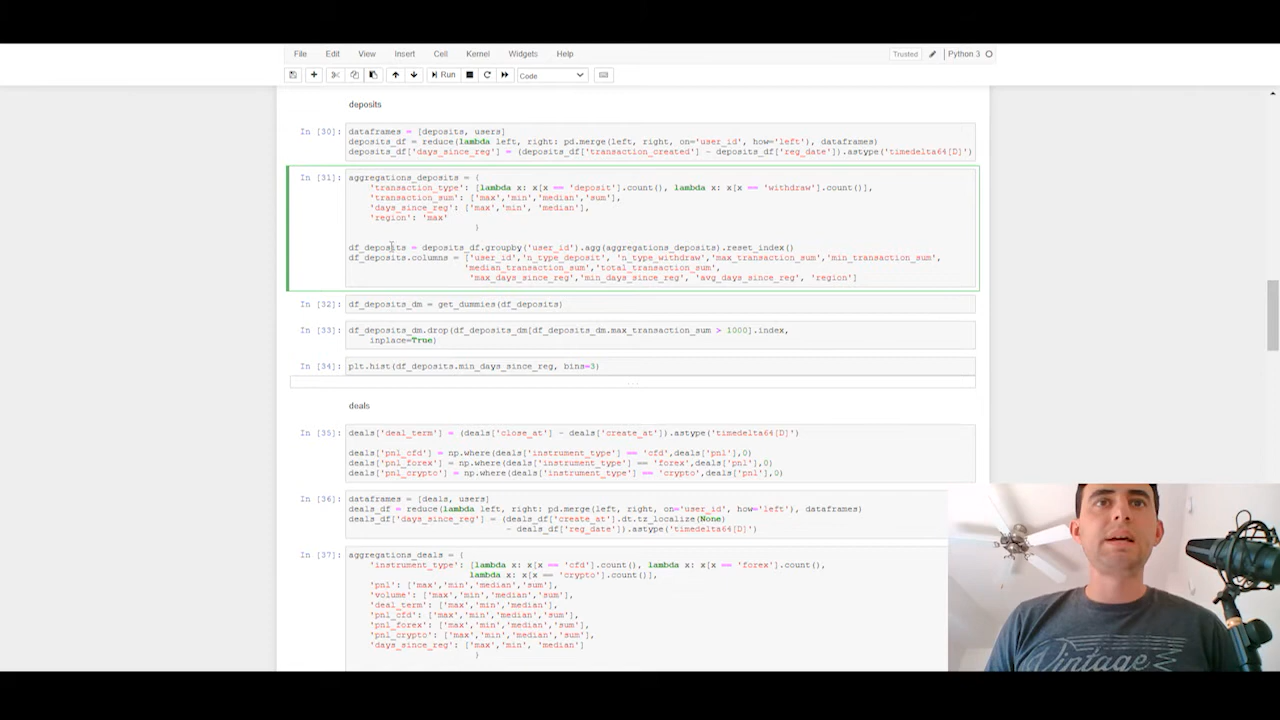 File Edit View Insert Cell Kernel Widgets Help Trusted Python 3
Run Code
deposits
In [30]: dataframes = [deposits, users]
deposits_df = reduce(lambda left, right: pd.merge(left, right, on='user_id', how='left'), dataframes)
deposits_df['days_since_reg'] = (deposits_df['transaction_created'] - deposits_df['reg_date']).astype('timedelta64[D]')
In [31]: aggregations_deposits = {
'transaction_type': [lambda x: x[x == 'deposit'].count(), lambda x: x[x == 'withdraw'].count()],
'transaction_sum': ['max','min','median','sum'],
'days_since_reg': ['max','min', 'median'],
'region': 'max'
}
df_deposits = deposits_df.groupby('user_id').agg(aggregations_deposits).reset_index()
df_deposits.columns = ['user_id','n_type_deposit', 'n_type_withdraw','max_transaction_sum','min_transaction_sum',
'median_transaction_sum','total_transaction_sum',
'max_days_since_reg','min_days_since_reg', 'avg_days_since_reg', 'region']
In [32]: df_deposits_dm = get_dummies(df_deposits)
In [33]: df_deposits_dm.drop(df_deposits_dm[df_deposits_dm.max_transaction_sum > 1000].index,
inplace=True)
In [34]: plt.hist(df_deposits.min_days_since_reg, bins=3)
...
deals
In [35]: deals['deal_term'] = (deals['close_at'] - deals['create_at']).astype('timedelta64[D]')
deals['pnl_cfd'] = np.where(deals['instrument_type'] == 'cfd',deals['pnl'],0)
deals['pnl_forex'] = np.where(deals['instrument_type'] == 'forex',deals['pnl'],0)
deals['pnl_crypto'] = np.where(deals['instrument_type'] == 'crypto',deals['pnl'],0)
In [36]: dataframes = [deals, users]
deals_df = reduce(lambda left, right: pd.merge(left, right, on='user_id', how='left'), dataframes)
deals_df['days_since_reg'] = (deals_df['create_at'].dt.tz_localize(None)
- deals_df['reg_date']).astype('timedelta64[D]')
In [37]: aggregations_deals = {
'instrument_type': [lambda x: x[x == 'cfd'].count(), lambda x: x[x == 'forex'].count(),
lambda x: x[x == 'crypto'].count()],
'pnl': ['max','min','median','sum'],
'volume': ['max','min','median','sum'],
'deal_term': ['max','min','median'],
'pnl_cfd': ['max','min','median','sum'],
'pnl_forex': ['max','min','median','sum'],
'pnl_crypto': ['max','min','median','sum'],
'days_since_reg': ['max','min', 'median']
}
Vintage